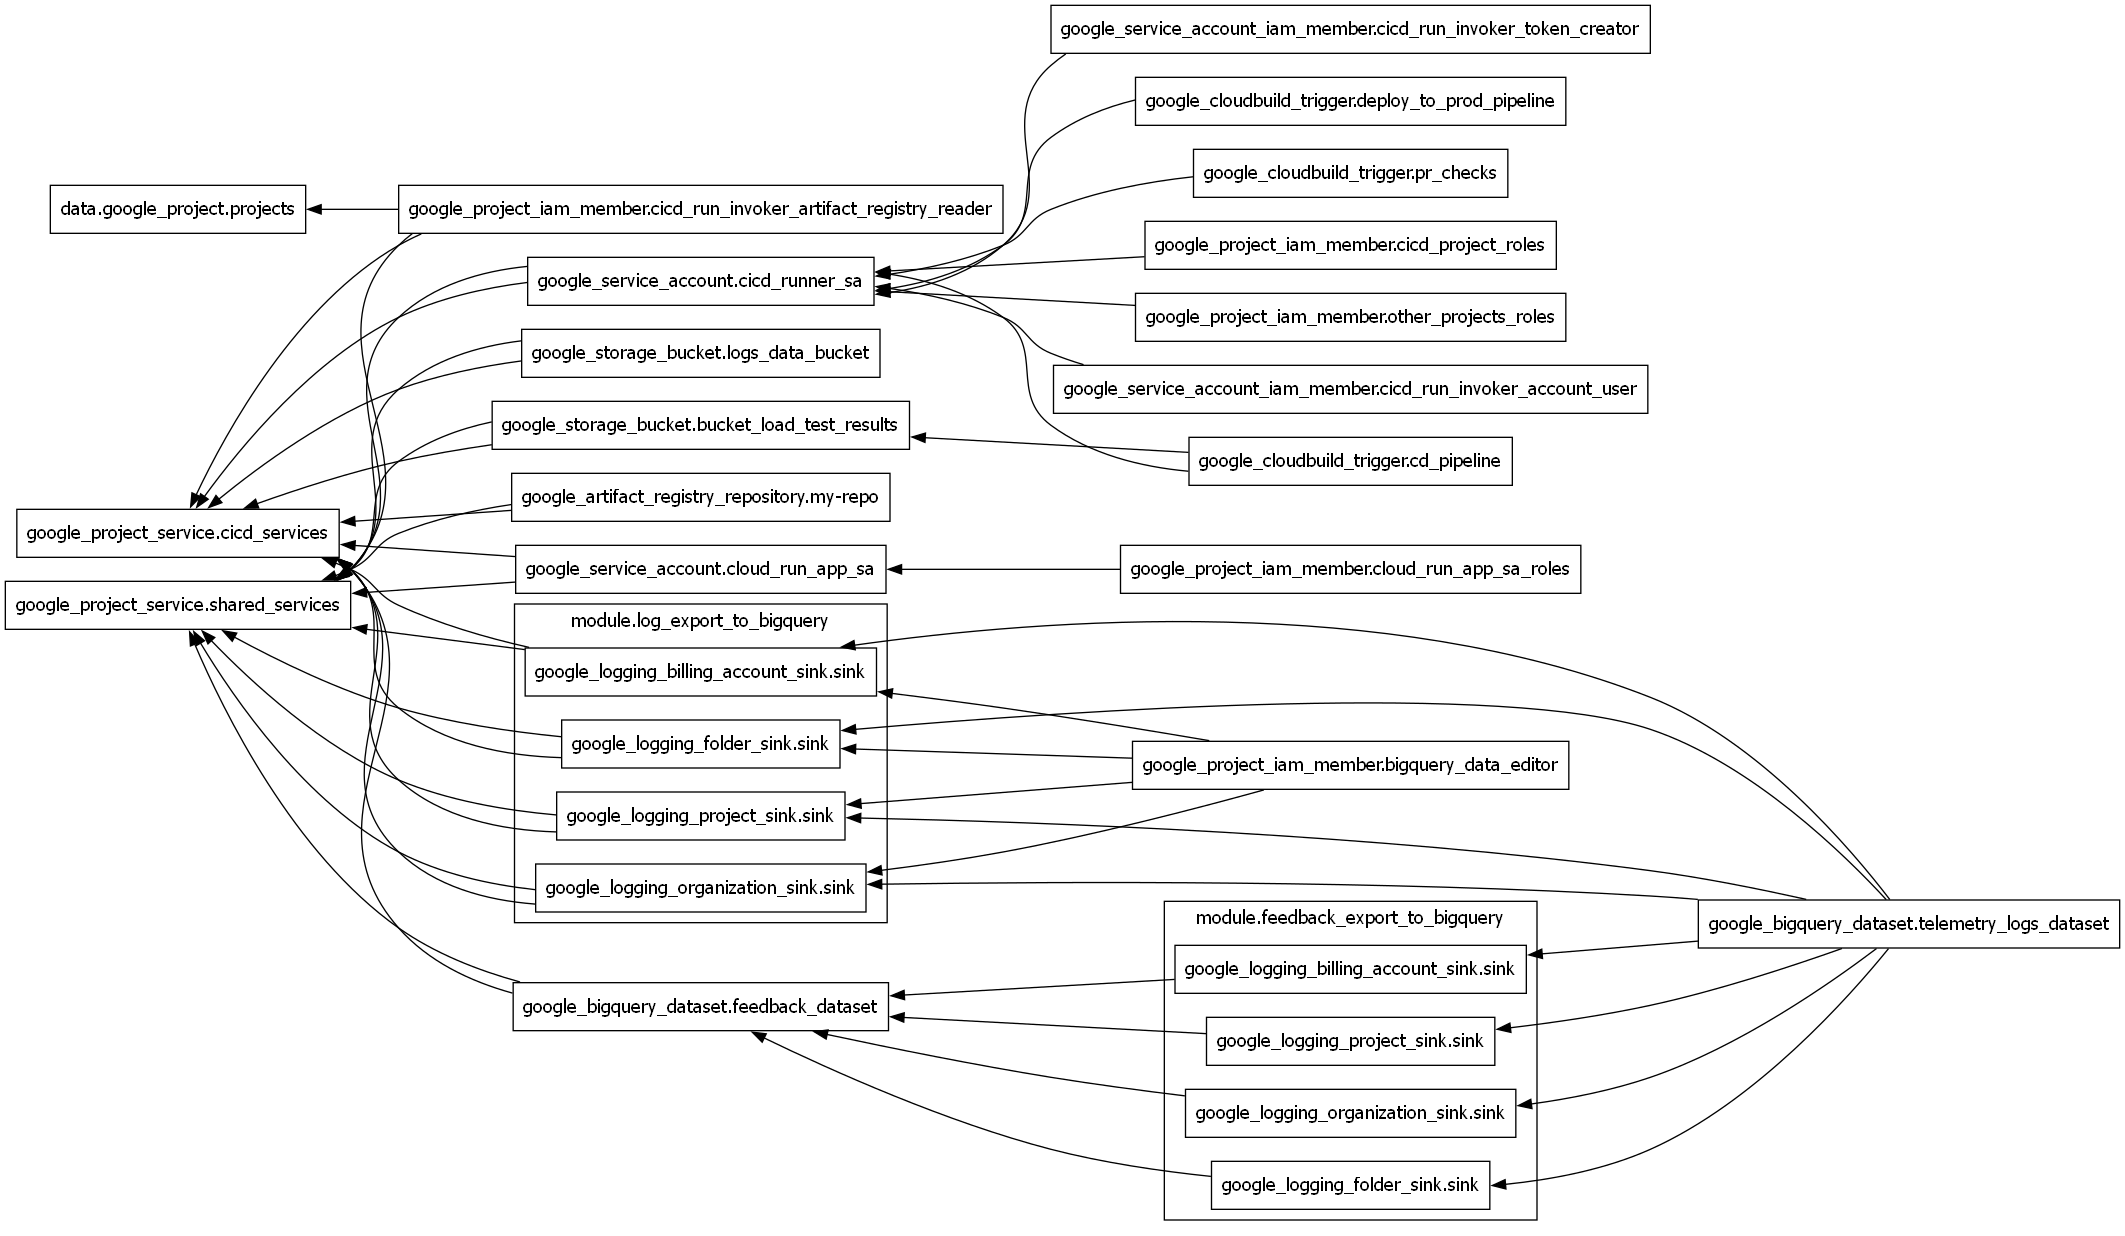 google_service_account_iam_member.cicd_run_invoker_token_creator
google_cloudbuild_trigger.deploy_to_prod_pipeline
google_cloudbuild_trigger.pr_checks
data.google_project.projects
google_project_iam_member.cicd_run_invoker_artifact_registry_reader
google_project_iam_member.cicd_project_roles
google_service_account.cicd_runner_sa
google_project_iam_member.other_projects_roles
google_storage_bucket.logs_data_bucket
google_service_account_iam_member.cicd_run_invoker_account_user
google_storage_bucket.bucket_load_test_results
google_cloudbuild_trigger.cd_pipeline
google_artifact_registry_repository.my-repo
google_project_service.cicd_services
google_service_account.cloud_run_app_sa
google_project_iam_member.cloud_run_app_sa_roles
google_project_service.shared_services
module.log_export_to_bigquery
google_logging_billing_account_sink.sink
google_logging_folder_sink.sink
google_project_iam_member.bigquery_data_editor
google_logging_project_sink.sink
google_logging_organization_sink.sink
module.feedback_export_to_bigquery
google_bigquery_dataset.telemetry_logs_dataset
google_logging_billing_account_sink.sink
google_bigquery_dataset.feedback_dataset
google_logging_project_sink.sink
google_logging_organization_sink.sink
google_logging_folder_sink.sink